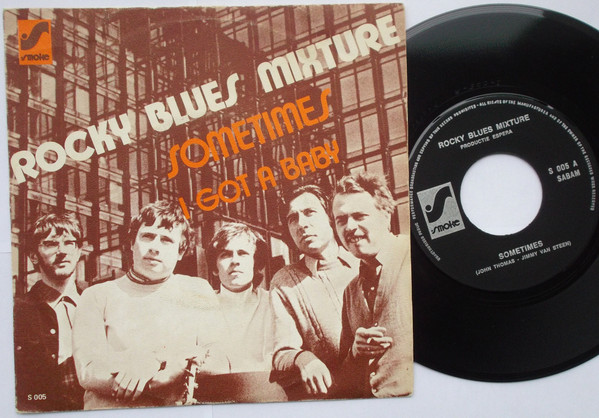 smoke
ROCKY BLUES MIXTURE
SOMETIMES
I GOT A BABY
S 005
ROCKY BLUES MIXTURE
PRODUCTIE ESPERA
S 005 A
SABAM
smoke
SOMETIMES
(JOHN THOMAS - JIMMY VAN STEEN)